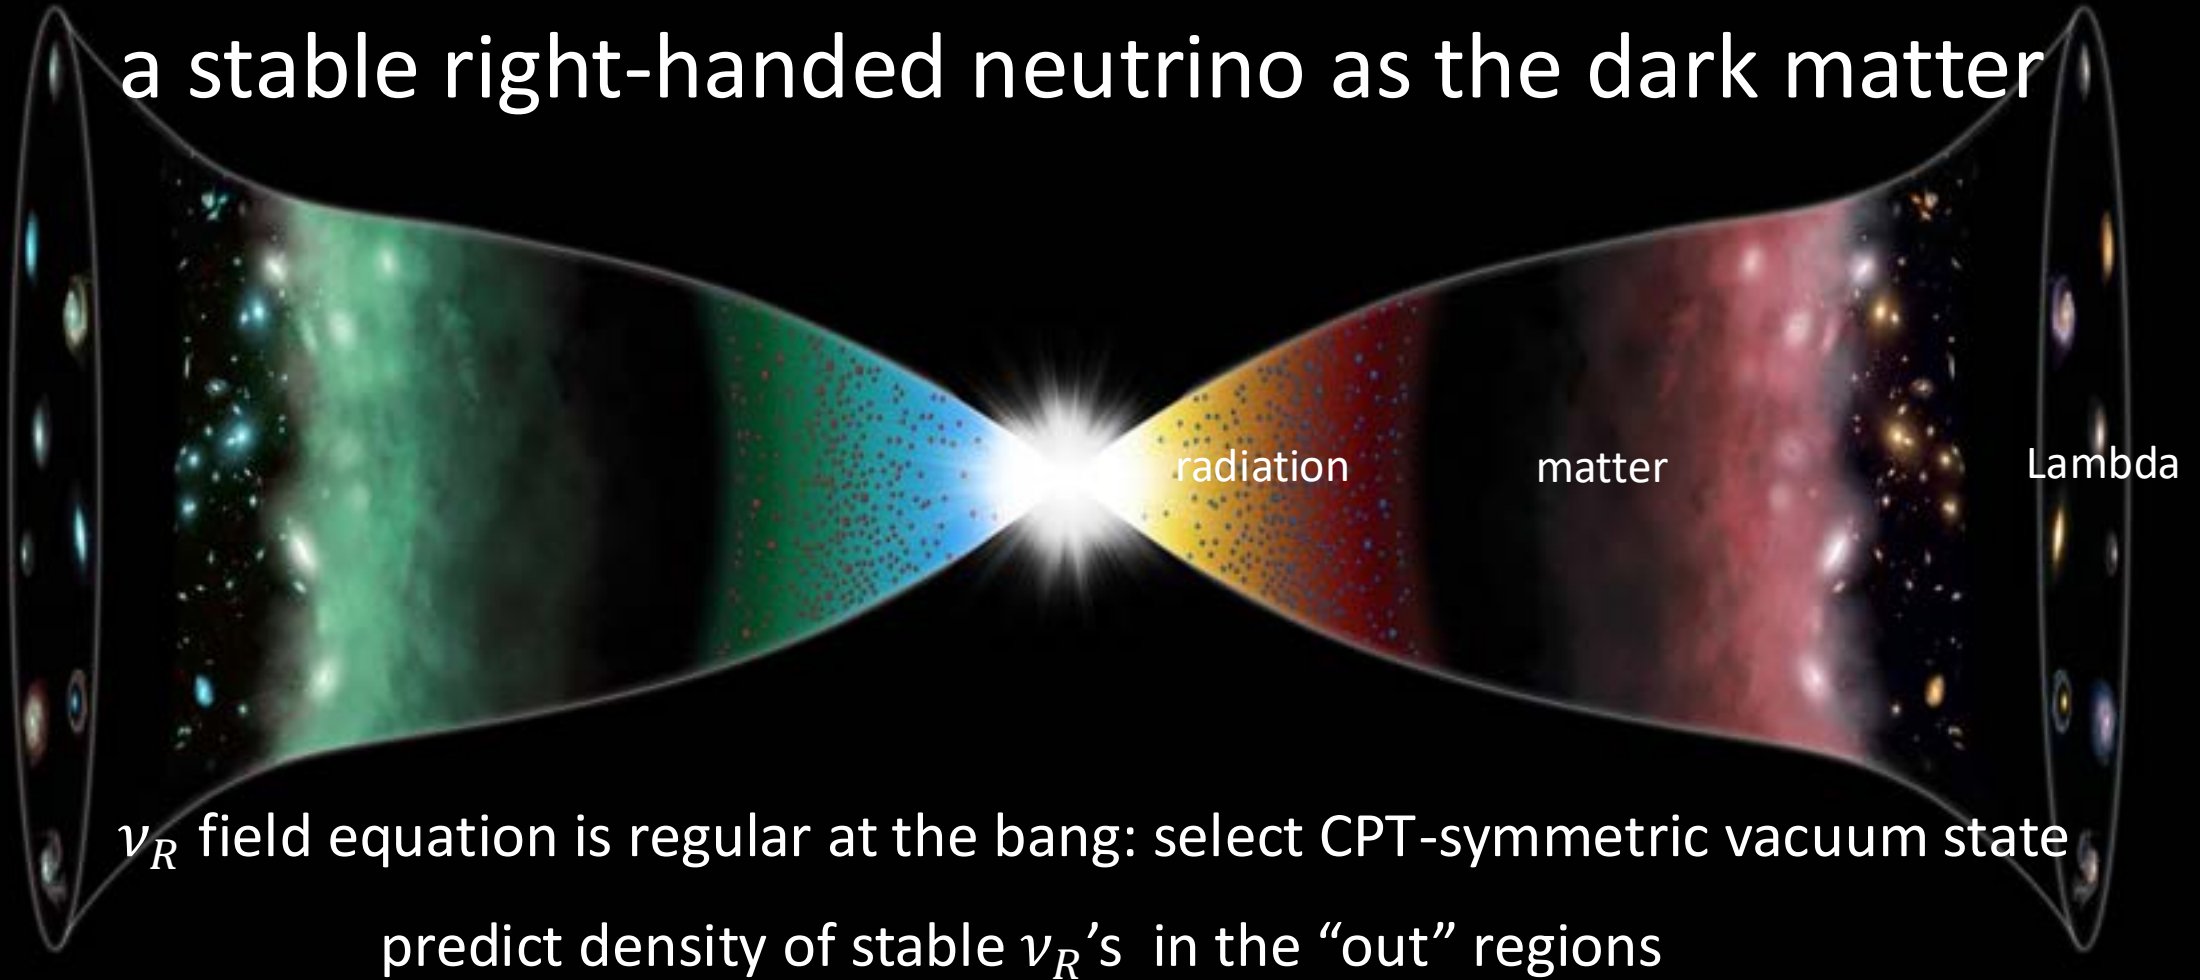 a stable right-handed neutrino as the dark matter
radiation
matter
Lambda
𝜈𝑅 field equation is regular at the bang: select CPT-symmetric vacuum state
predict density of stable 𝜈𝑅’s in the “out” regions